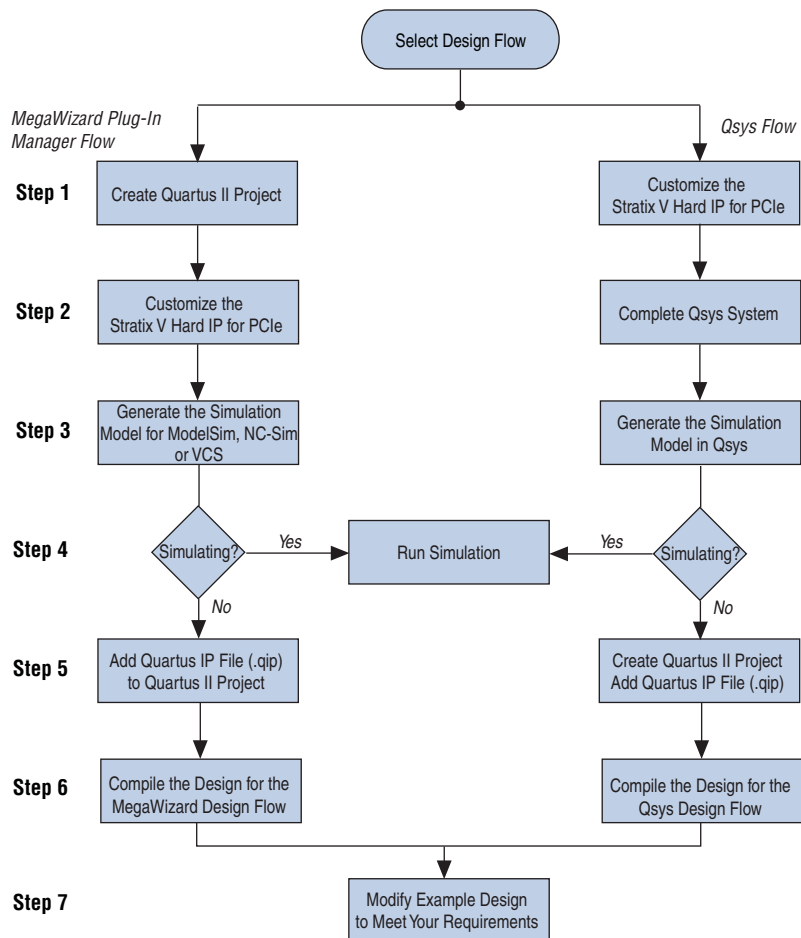 Select Design Flow
MegaWizard Plug-In
Manager Flow
Qsys Flow
Step 1
Create Quartus II Project
Customize the
Stratix V Hard IP for PCIe
Step 2
Customize the
Stratix V Hard IP for PCIe
Complete Qsys System
Step 3
Generate the Simulation
Model for ModelSim, NC-Sim
or VCS
Generate the Simulation
Model in Qsys
Step 4
Simulating?
Yes
Run Simulation
Yes
Simulating?
No
No
Step 5
Add Quartus IP File (.qip)
to Quartus II Project
Create Quartus II Project
Add Quartus IP File (.qip)
Step 6
Compile the Design for the
MegaWizard Design Flow
Compile the Design for the
Qsys Design Flow
Step 7
Modify Example Design
to Meet Your Requirements